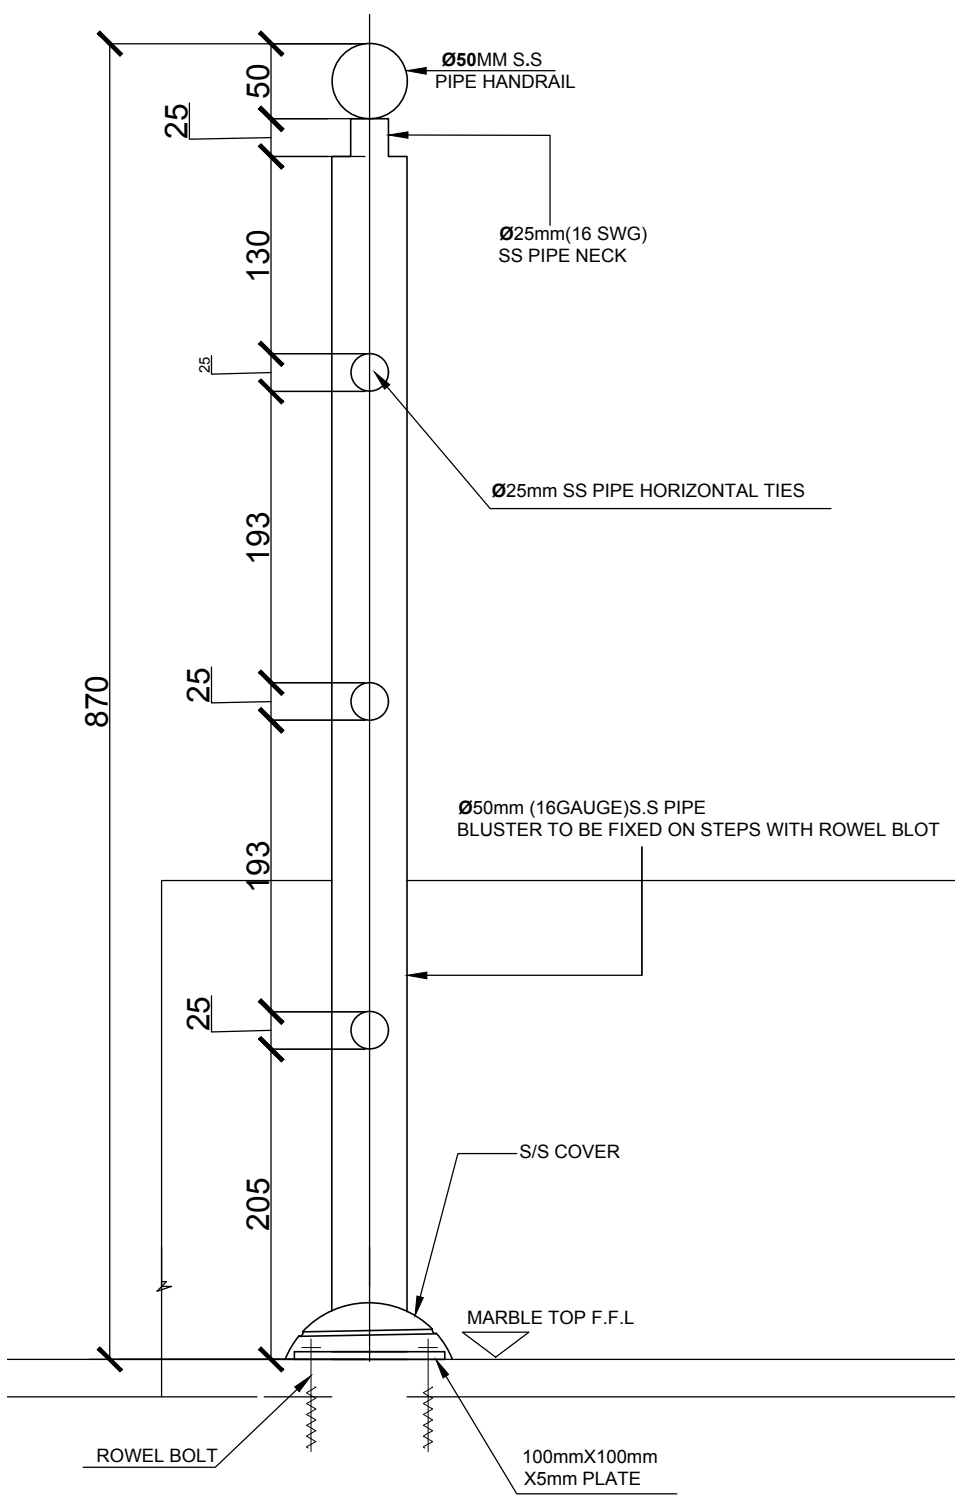 Ø50MM S.S
PIPE HANDRAIL
50
25
Ø25mm(16 SWG)
SS PIPE NECK
130
25
Ø25mm SS PIPE HORIZONTAL TIES
193
25
870
Ø50mm (16GAUGE)S.S PIPE
BLUSTER TO BE FIXED ON STEPS WITH ROWEL BLOT
193
25
S/S COVER
205
MARBLE TOP F.F.L
ROWEL BOLT
100mmX100mm
X5mm PLATE